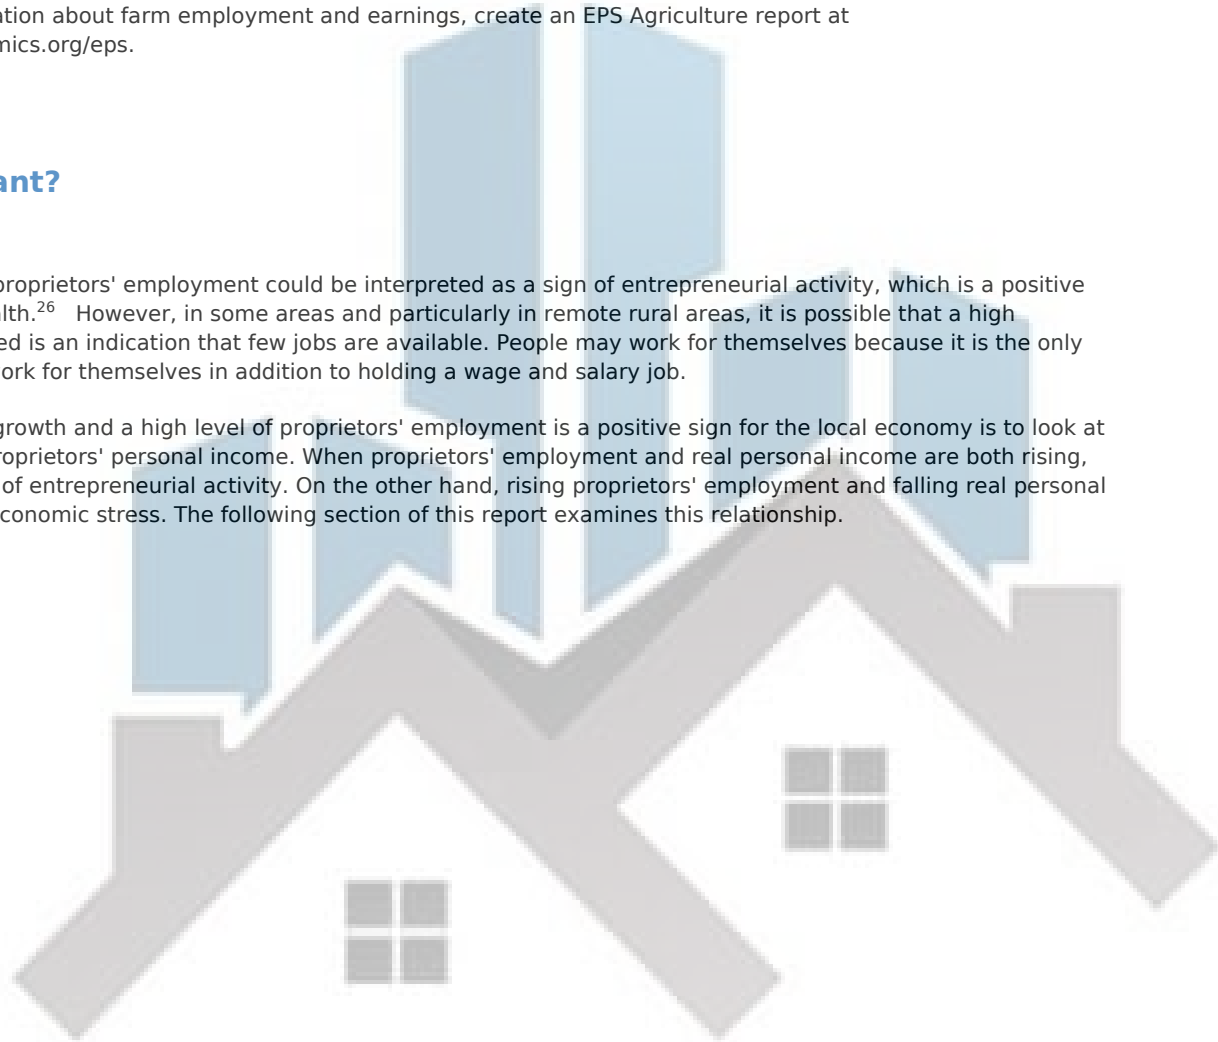 ation about farm employment and earnings, create an EPS Agriculture report at
mics.org/eps.
ant?
proprietors' employment could be interpreted as a sign of entrepreneurial activity, which is a positive
lth.26 However, in some areas and particularly in remote rural areas, it is possible that a high
ed is an indication that few jobs are available. People may work for themselves because it is the only
ork for themselves in addition to holding a wage and salary job.
growth and a high level of proprietors' employment is a positive sign for the local economy is to look at
roprietors' personal income. When proprietors' employment and real personal income are both rising,
of entrepreneurial activity. On the other hand, rising proprietors' employment and falling real personal
conomic stress. The following section of this report examines this relationship.